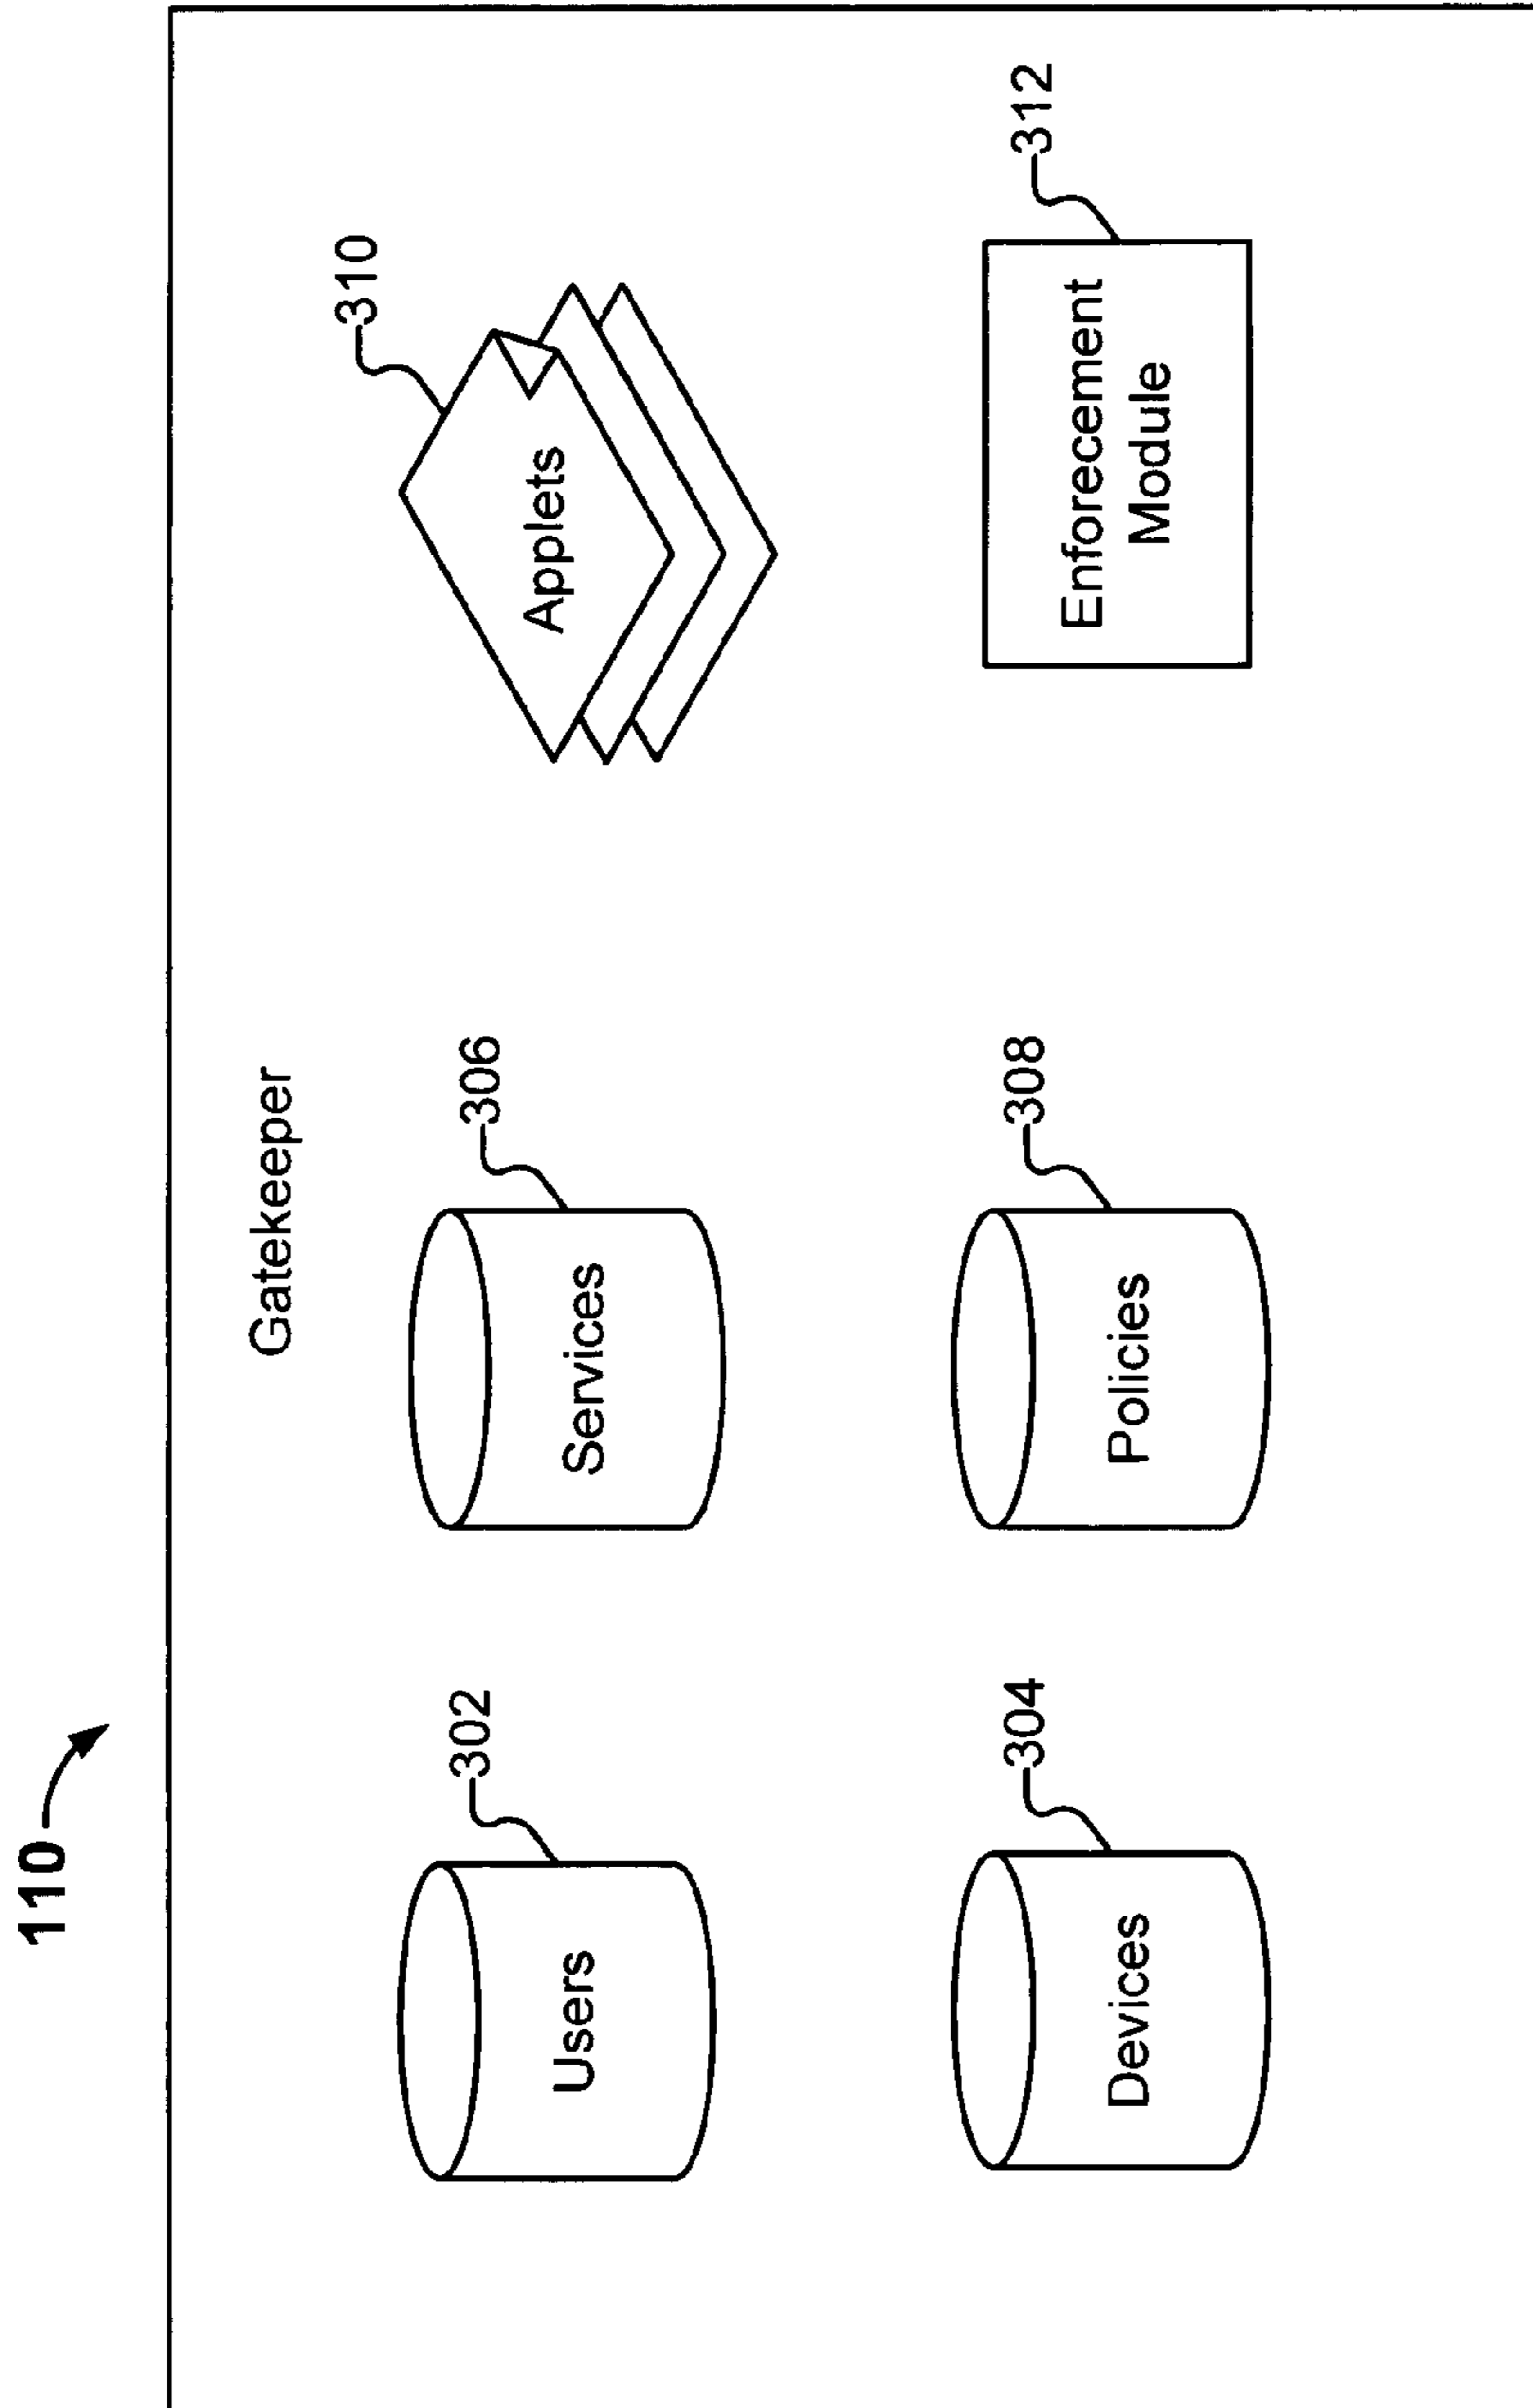 110
Gatekeeper
302
Users
306
Services
310
Applets
304
Devices
308
Policies
312
Enforecement
Module